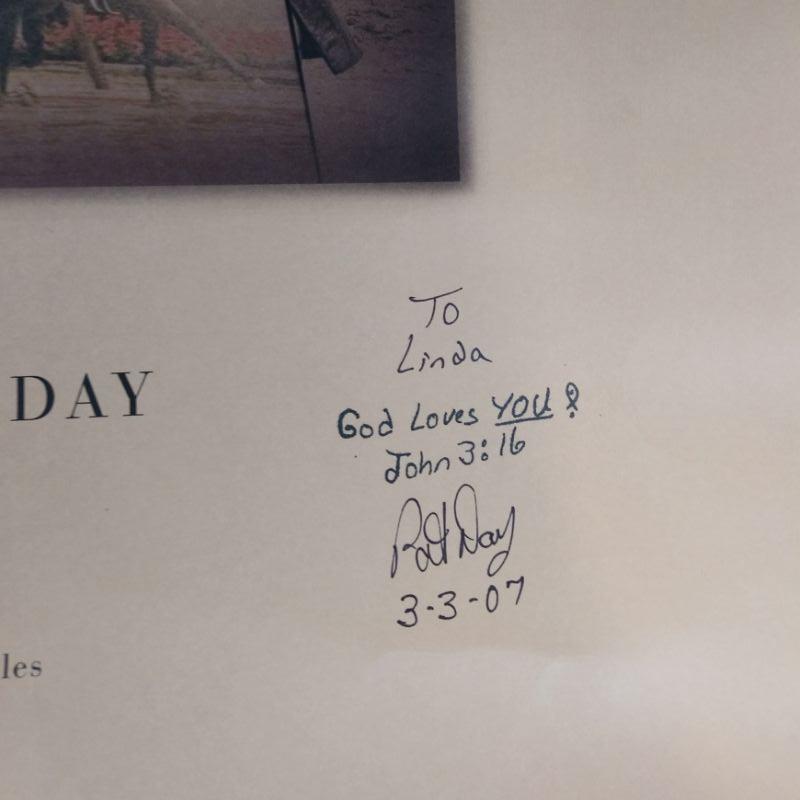 To
Linda
DAY
God Loves YOU!
John 3:16
Pat Day
3-3-07
les